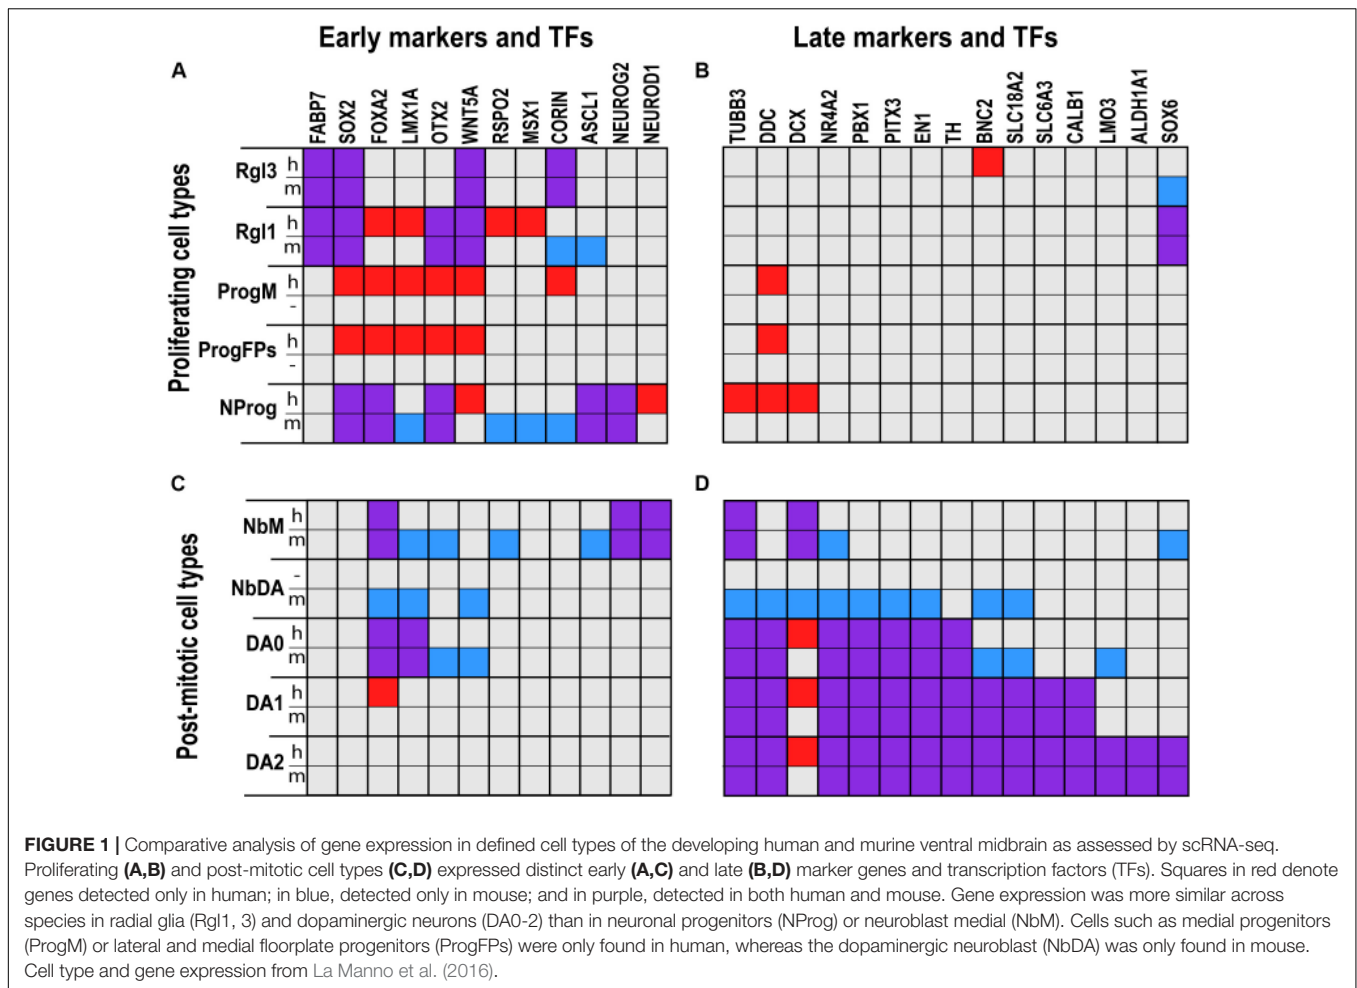 Early markers and TFs
Late markers and TFs
A
FABP7
SOX2
FOXA2
LMX1A
OTX2
WNT5A
RSPO2
MSX1
CORIN
ASCL1
NEUROG2
NEUROD1
B
TUBB3
DDC
DCX
NR4A2
PBX1
PITX3
EN1
TH
BNC2
SLC18A2
SLC6A3
CALB1
LMO3
ALDH1A1
SOX6
Proliferating cell types
Rgl3
h
m
Rgl1
h
m
ProgM
h
-
ProgFPs
h
-
NProg
h
m
C
D
Post-mitotic cell types
NbM
h
m
NbDA
-
m
DA0
h
m
DA1
h
m
DA2
h
m
FIGURE 1 | Comparative analysis of gene expression in defined cell types of the developing human and murine ventral midbrain as assessed by scRNA-seq.
Proliferating (A,B) and post-mitotic cell types (C,D) expressed distinct early (A,C) and late (B,D) marker genes and transcription factors (TFs). Squares in red denote
genes detected only in human; in blue, detected only in mouse; and in purple, detected in both human and mouse. Gene expression was more similar across
species in radial glia (Rgl1, 3) and dopaminergic neurons (DA0-2) than in neuronal progenitors (NProg) or neuroblast medial (NbM). Cells such as medial progenitors
(ProgM) or lateral and medial floorplate progenitors (ProgFPs) were only found in human, whereas the dopaminergic neuroblast (NbDA) was only found in mouse.
Cell type and gene expression from La Manno et al. (2016).